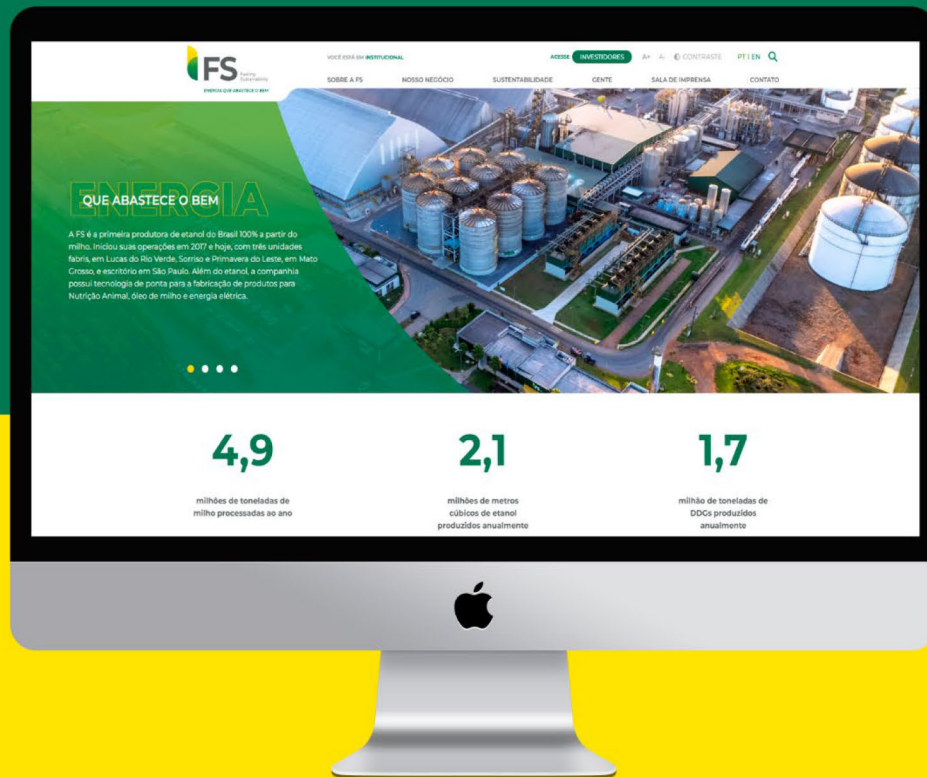 FS
Fueling
Sustainability
ENERGIA QUE ABASTECE O BEM
VOCÊ ESTÁ EM INSTITUCIONAL
ACESSE INVESTIDORES A+ A- CONTRASTE PT | EN
SOBRE A FS NOSSO NEGÓCIO SUSTENTABILIDADE GENTE SALA DE IMPRENSA CONTATO
ENERGIA
QUE ABASTECE O BEM
A FS é a primeira produtora de etanol do Brasil 100% a partir do
milho. Iniciou suas operações em 2017 e hoje, com três unidades
fabris, em Lucas do Rio Verde, Sorriso e Primavera do Leste, em Mato
Grosso, e escritório em São Paulo. Além do etanol, a companhia
possui tecnologia de ponta para a fabricação de produtos para
Nutrição Animal, óleo de milho e energia elétrica.
4,9
milhões de toneladas de
milho processadas ao ano
2,1
milhões de metros
cúbicos de etanol
produzidos anualmente
1,7
milhão de toneladas de
DDGs produzidos
anualmente